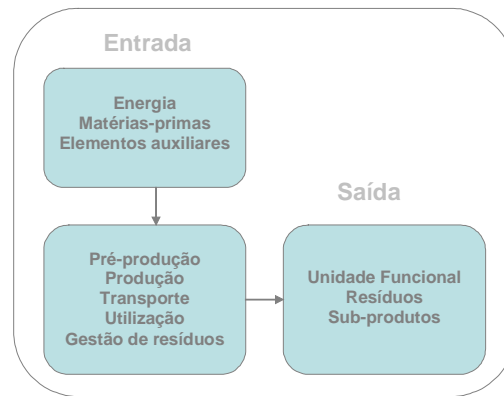 Entrada
Energia
Matérias-primas
Elementos auxiliares
Saída
Pré-produção
Produção
Transporte
Utilização
Gestão de resíduos
Unidade Funcional
Resíduos
Sub-produtos